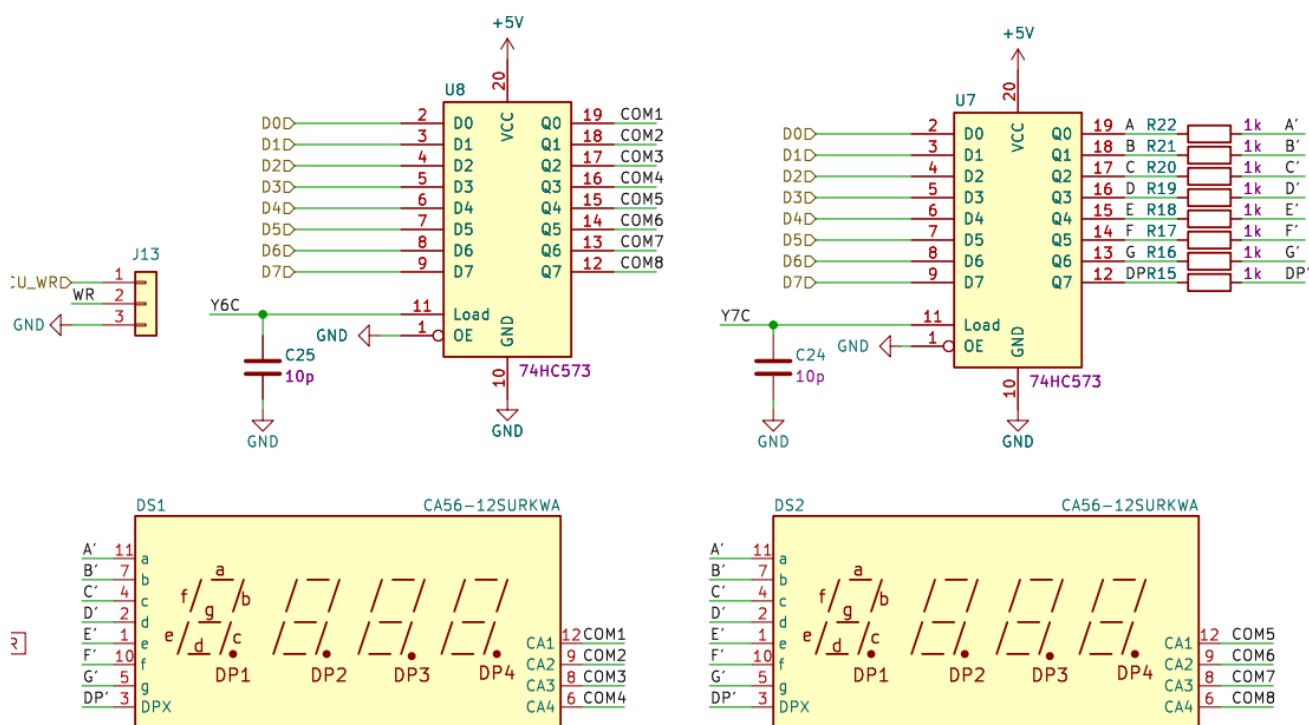 +5V
U8
20
VCC
D0 2 D0 Q0 19 COM1
D1 3 D1 Q1 18 COM2
D2 4 D2 Q2 17 COM3
D3 5 D3 Q3 16 COM4
D4 6 D4 Q4 15 COM5
D5 7 D5 Q5 14 COM6
D6 8 D6 Q6 13 COM7
D7 9 D7 Q7 12 COM8
Y6C 11 Load
GND 1 OE
GND
10
74HC573
GND
C25
10p
GND
J13
CU_WR 1
WR 2
GND 3
+5V
U7
20
VCC
D0 2 D0 Q0 19 A R22 1k A'
D1 3 D1 Q1 18 B R21 1k B'
D2 4 D2 Q2 17 C R20 1k C'
D3 5 D3 Q3 16 D R19 1k D'
D4 6 D4 Q4 15 E R18 1k E'
D5 7 D5 Q5 14 F R17 1k F'
D6 8 D6 Q6 13 G R16 1k G'
D7 9 D7 Q7 12 DP R15 1k DP'
Y7C 11 Load
GND 1 OE
GND
10
74HC573
GND
C24
10p
GND
R
DS1 CA56-12SURKWA
A' 11 a
B' 7 b
C' 4 c
D' 2 d
E' 1 e
F' 10 f
G' 5 g
DP' 3 DPX
a
f b
g
e d c
DP1 DP2 DP3 DP4
CA1 12 COM1
CA2 9 COM2
CA3 8 COM3
CA4 6 COM4
DS2 CA56-12SURKWA
A' 11 a
B' 7 b
C' 4 c
D' 2 d
E' 1 e
F' 10 f
G' 5 g
DP' 3 DPX
a
f b
g
e d c
DP1 DP2 DP3 DP4
CA1 12 COM5
CA2 9 COM6
CA3 8 COM7
CA4 6 COM8